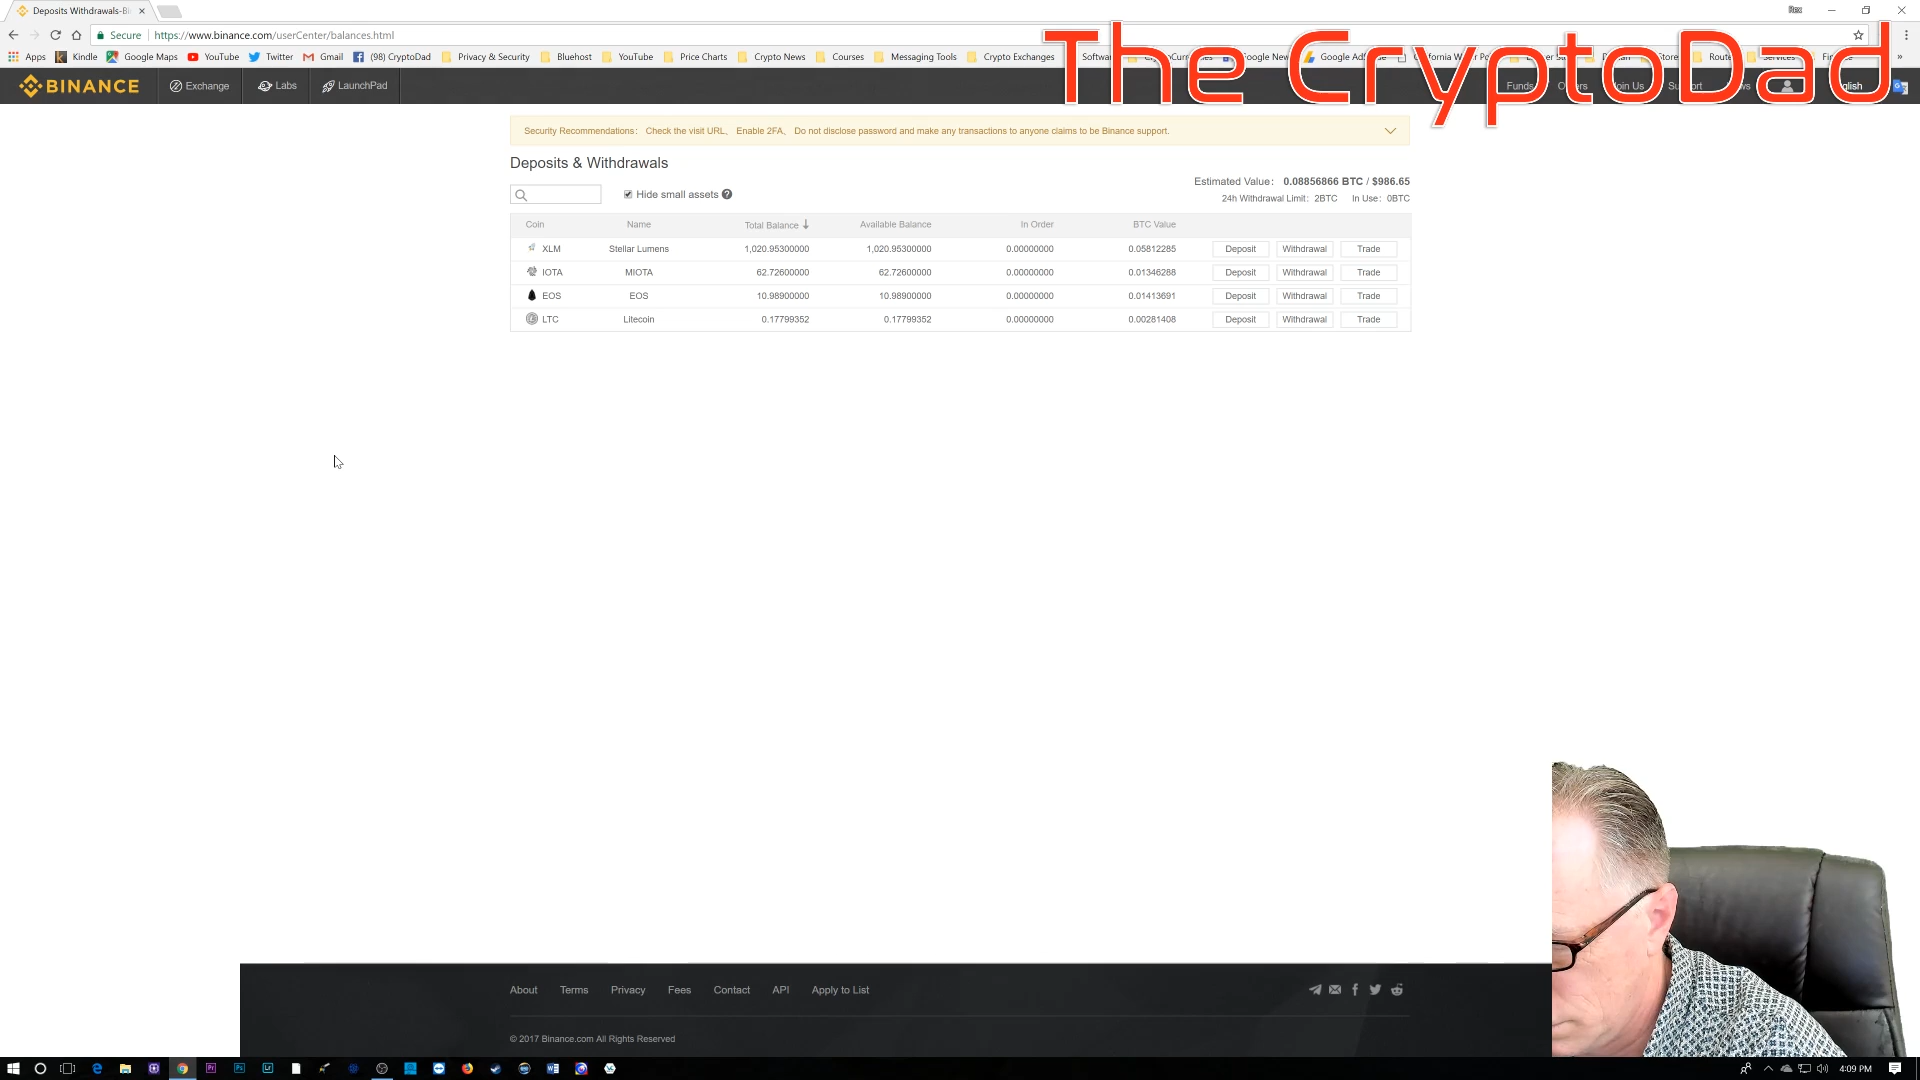 Deposits Withdrawals-Bi
Secure https://www.binance.com/userCenter/balances.html
Apps Kindle Google Maps YouTube Twitter Gmail (98) CryptoDad Privacy & Security Bluehost YouTube Price Charts Crypto News Courses Messaging Tools Crypto Exchanges Google
The CryptoDad
BINANCE Exchange Labs LaunchPad Funds
Security Recommendations: Check the visit URL、 Enable 2FA、 Do not disclose password and make any transactions to anyone claims to be Binance support.
Deposits & Withdrawals
Estimated Value: 0.08856866 BTC / $986.65
Hide small assets ?
24h Withdrawal Limit: 2BTC In Use: 0BTC
Coin Name Total Balance Available Balance In Order BTC Value
XLM Stellar Lumens 1,020.95300000 1,020.95300000 0.00000000 0.05812285 Deposit Withdrawal Trade
IOTA MIOTA 62.72600000 62.72600000 0.00000000 0.01346288 Deposit Withdrawal Trade
EOS EOS 10.98900000 10.98900000 0.00000000 0.01413691 Deposit Withdrawal Trade
LTC Litecoin 0.17799352 0.17799352 0.00000000 0.00281408 Deposit Withdrawal Trade
About Terms Privacy Fees Contact API Apply to List
© 2017 Binance.com All Rights Reserved
4:09 PM